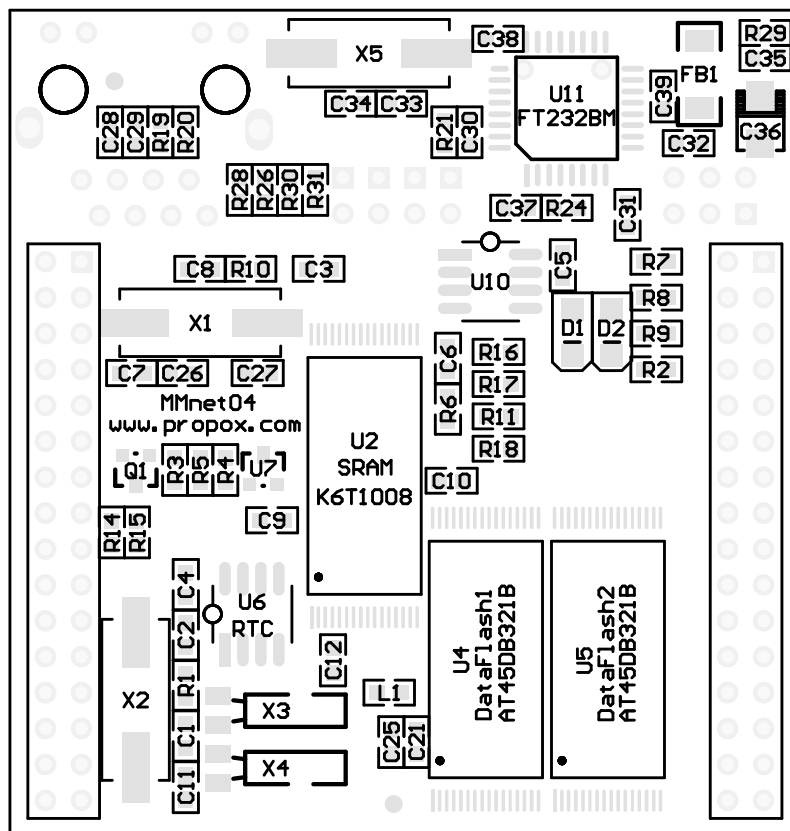 X5
C38
R29
C35
FB1
U11
FT232BM
C39
C36
C34
C33
C28
C29
R19
R20
R21
C30
C32
R28
R26
R30
R31
C37
R24
C31
C8
R10
C3
U10
C5
R7
R8
X1
D1
D2
R9
C6
R16
R2
C7
C26
C27
R17
MMnet04
www.propox.com
R6
R11
U2
SRAM
K6T1008
R18
Q1
R3
R5
R4
U7
C10
C9
R14
R15
C4
U6
RTC
C2
C12
U4
DataFlash1
AT45DB321B
U5
DataFlash2
AT45DB321B
R1
L1
X2
X3
C1
C25
C21
X4
C11